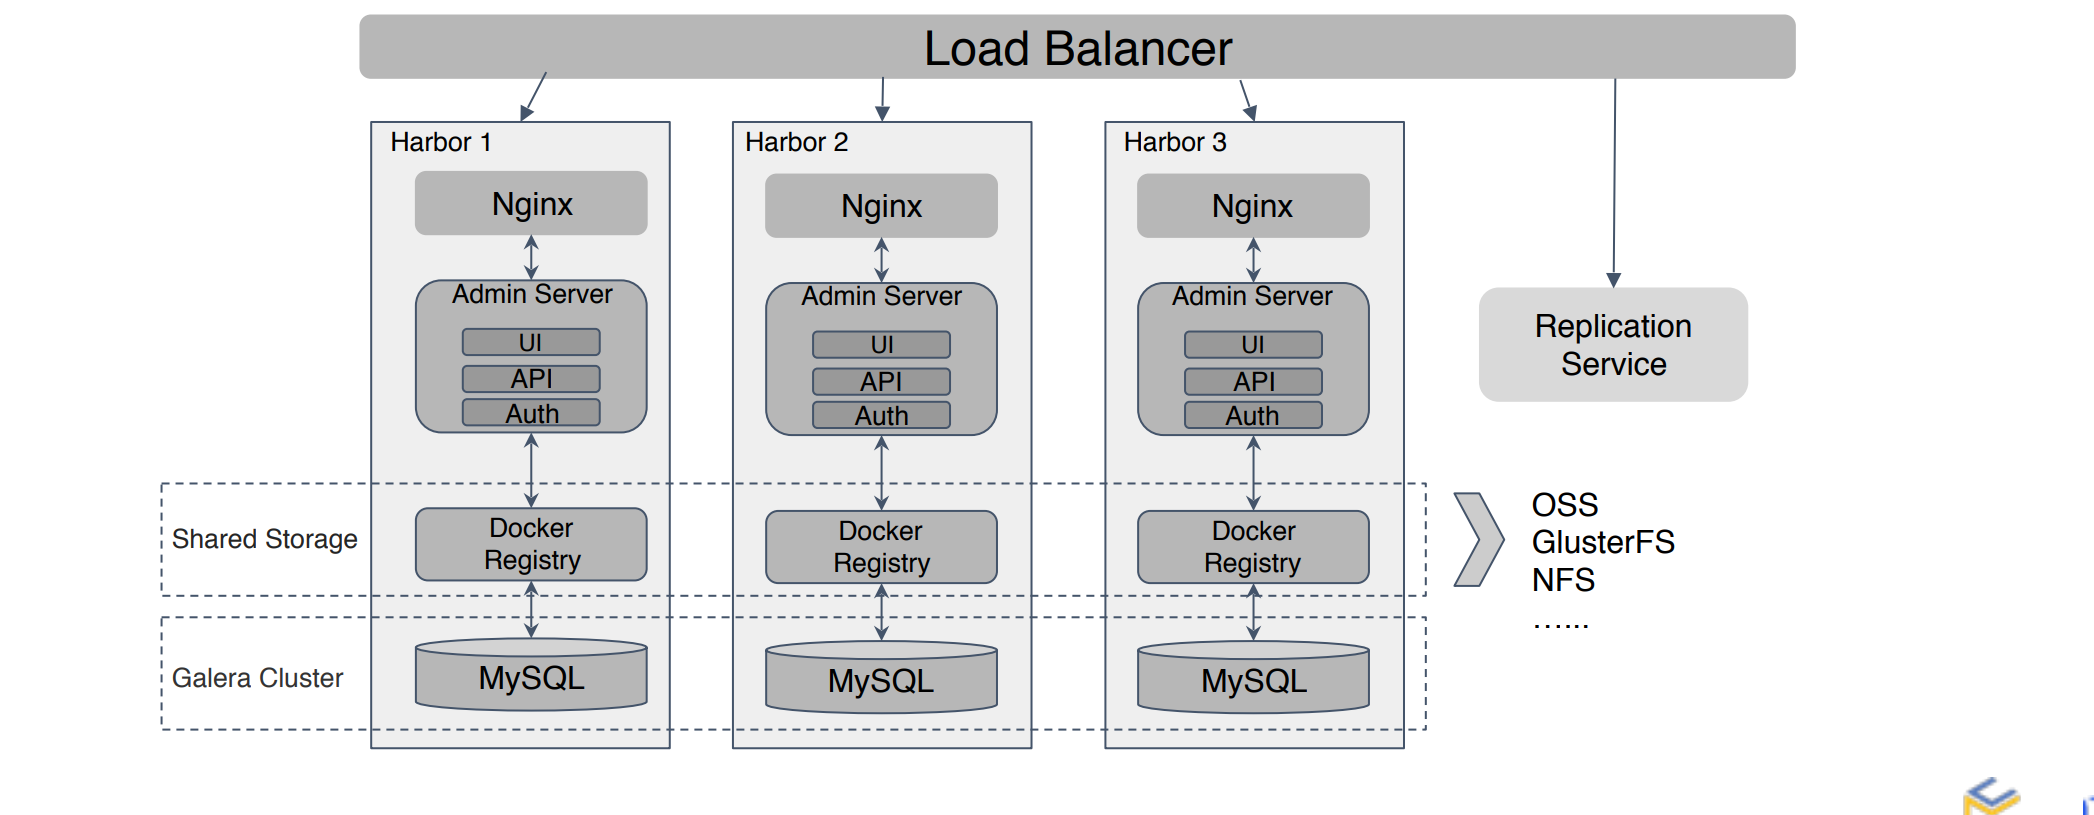 Load Balancer
Harbor 1
Nginx
Admin Server
UI
API
Auth
Docker
Registry
MySQL
Harbor 2
Nginx
Admin Server
UI
API
Auth
Docker
Registry
MySQL
Harbor 3
Nginx
Admin Server
UI
API
Auth
Docker
Registry
MySQL
Replication
Service
Shared Storage
Galera Cluster
OSS
GlusterFS
NFS
…...